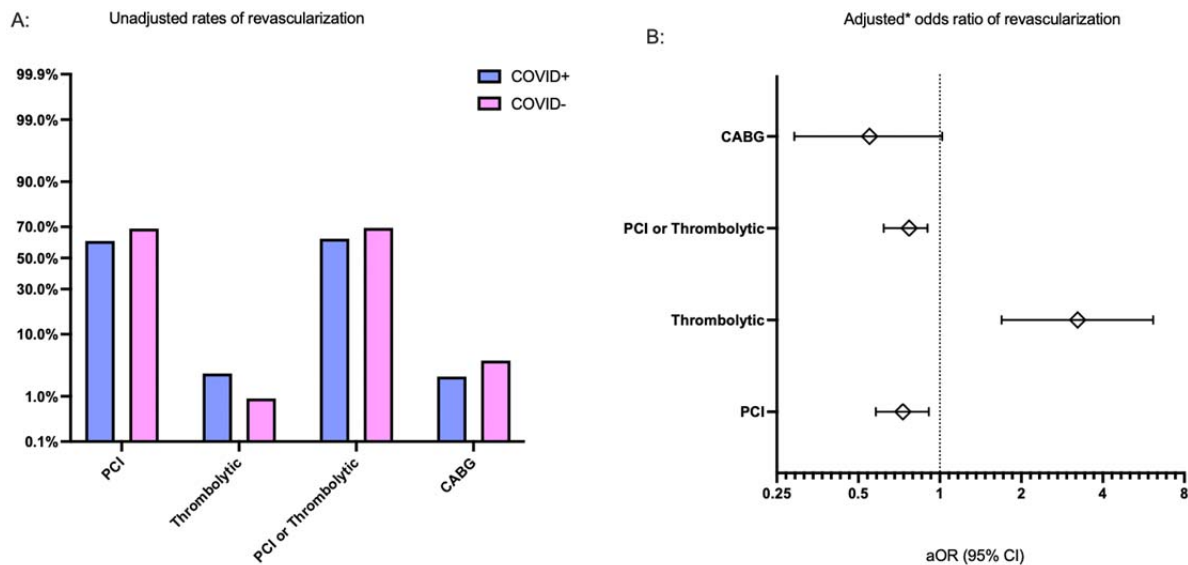 A:
Unadjusted rates of revascularization
99.9%
99.0%
90.0%
70.0%
50.0%
30.0%
10.0%
1.0%
0.1%
COVID+
COVID-
PCI
Thrombolytic
PCI or Thrombolytic
CABG
B:
Adjusted* odds ratio of revascularization
CABG
PCI or Thrombolytic
Thrombolytic
PCI
0.25 0.5 1 2 4 8
aOR (95% CI)